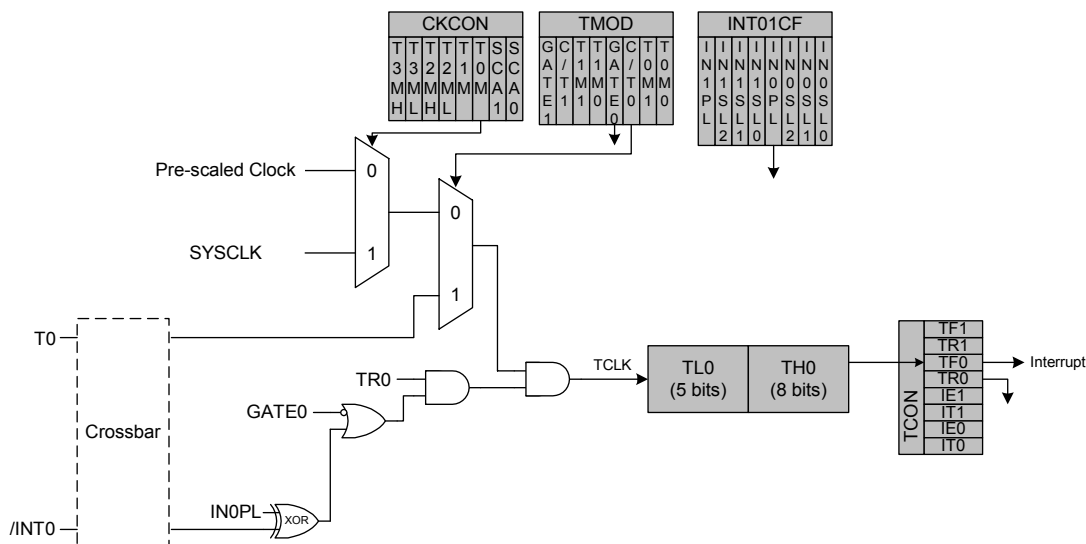 CKCON
TMOD
INT01CF
T3MH
T3ML
T2MH
T2ML
T1M
T0M
SCA1
SCA0
GATE1
C/T1
T1M1
T1M0
GATE0
C/T0
T0M1
T0M0
IN1PL
IN1SL2
IN1SL1
IN1SL0
IN0PL
IN0SL2
IN0SL1
IN0SL0
Pre-scaled Clock
0
0
SYSCLK
1
1
T0
TR0
TCLK
TL0
(5 bits)
TH0
(8 bits)
TCON
TF1
TR1
TF0
TR0
IE1
IT1
IE0
IT0
Interrupt
GATE0
Crossbar
IN0PL
XOR
/INT0